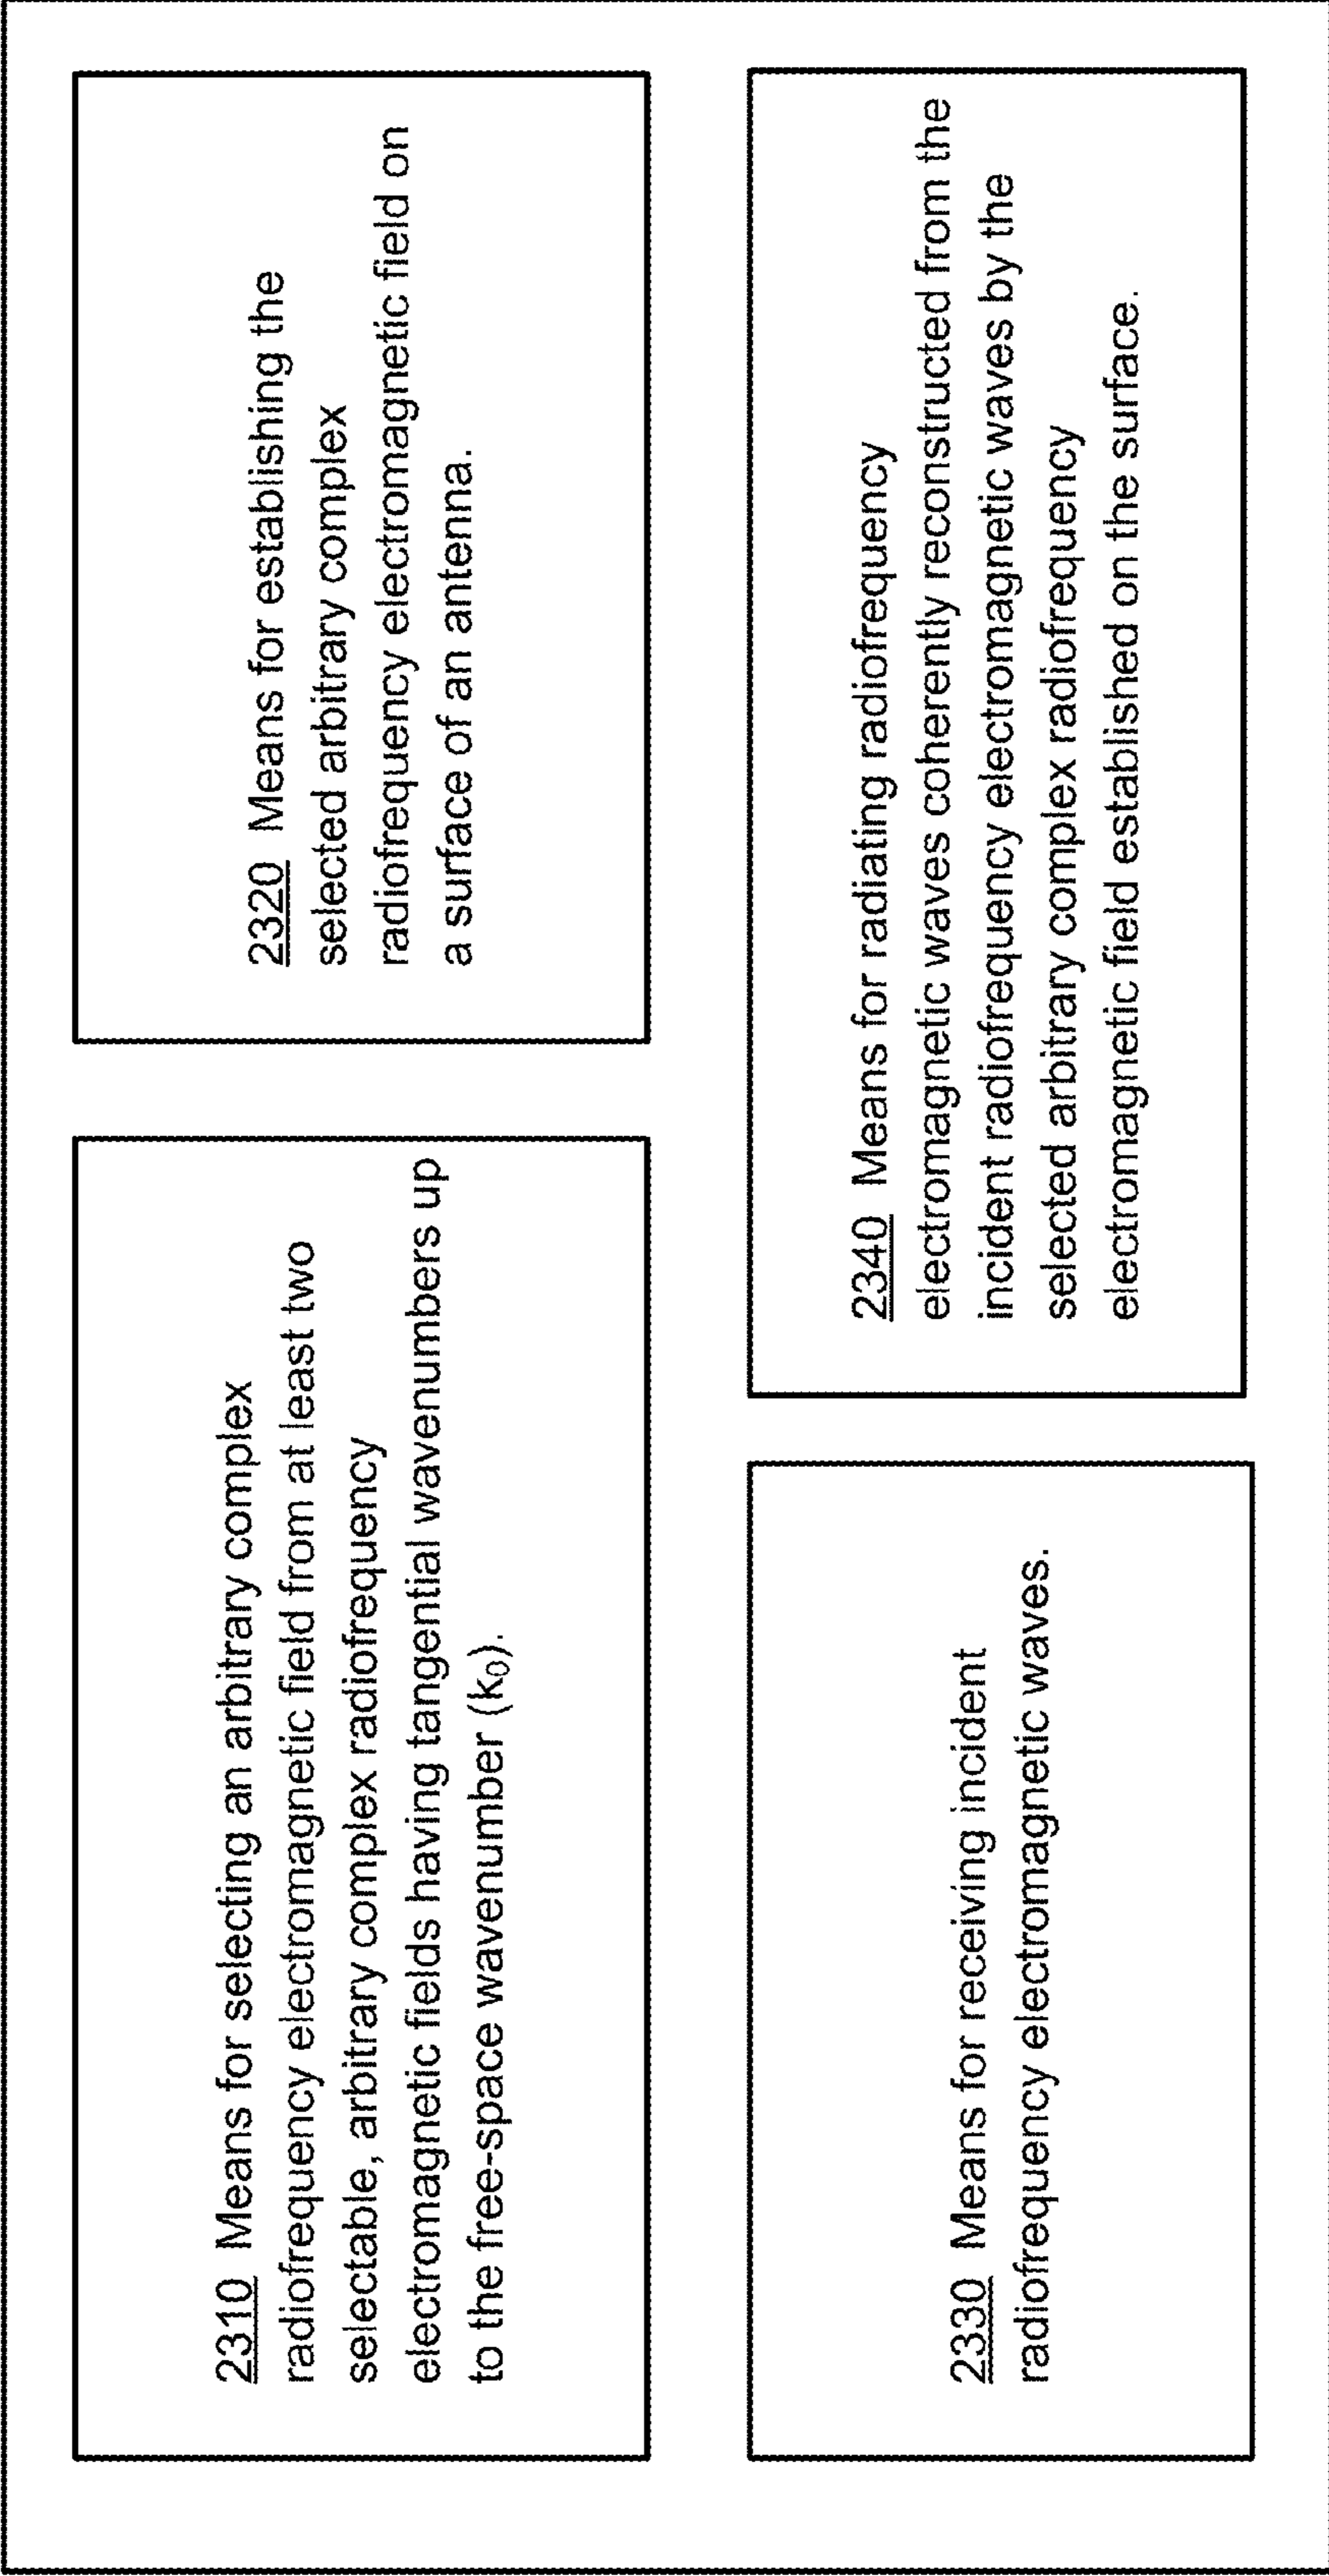 2310 Means for selecting an arbitrary complex
radiofrequency electromagnetic field from at least two
selectable, arbitrary complex radiofrequency
electromagnetic fields having tangential wavenumbers up
to the free-space wavenumber (k₀).
2320 Means for establishing the
selected arbitrary complex
radiofrequency electromagnetic field on
a surface of an antenna.
2330 Means for receiving incident
radiofrequency electromagnetic waves.
2340 Means for radiating radiofrequency
electromagnetic waves coherently reconstructed from the
incident radiofrequency electromagnetic waves by the
selected arbitrary complex radiofrequency
electromagnetic field established on the surface.